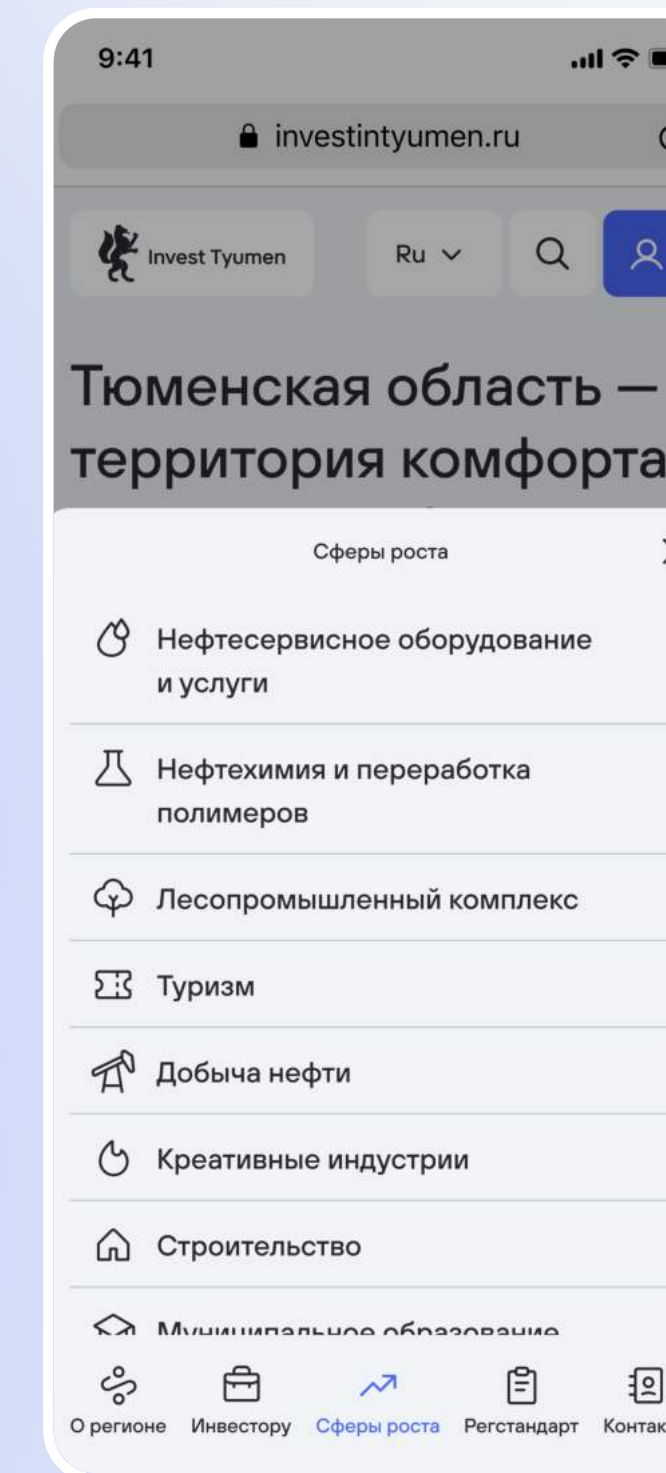 9:41
investintyumen.ru
Invest Tyumen
Ru
Тюменская область —
территория комфорта
Сферы роста
Нефтесервисное оборудование
и услуги
Нефтехимия и переработка
полимеров
Лесопромышленный комплекс
Туризм
Добыча нефти
Креативные индустрии
Строительство
Муниципальное образование
О регионе Инвестору Сферы роста Регстандарт Контак